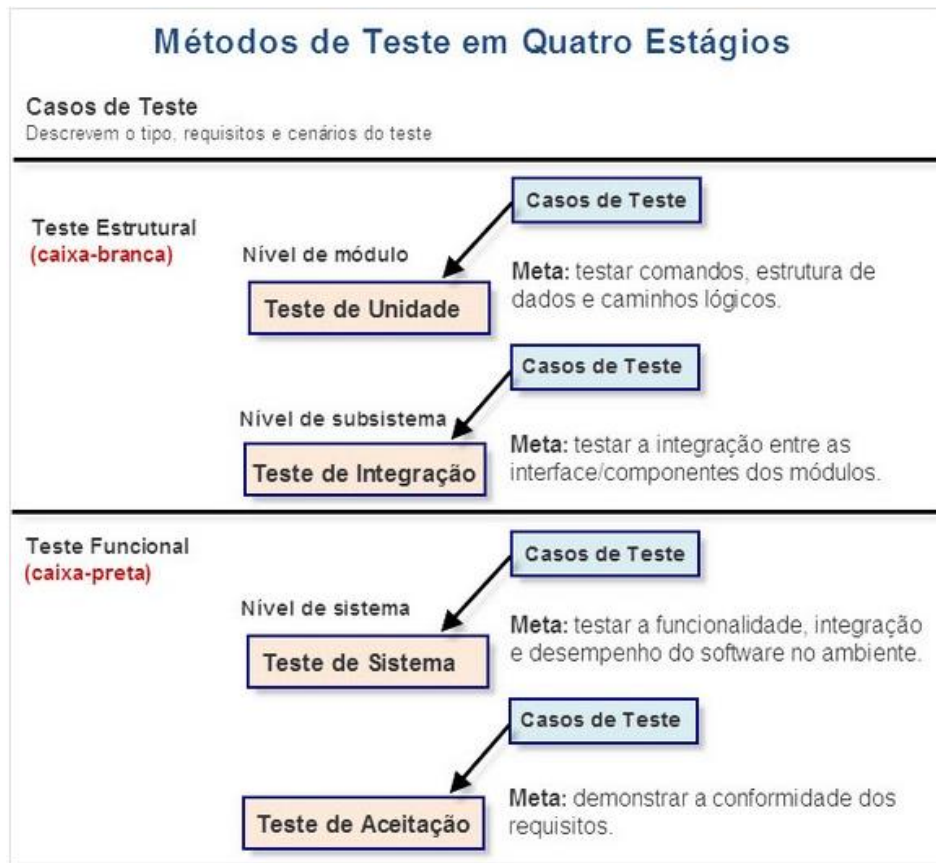 Métodos de Teste em Quatro Estágios
Casos de Teste
Descrevem o tipo, requisitos e cenários do teste
Teste Estrutural
(caixa-branca)
Casos de Teste
Nível de módulo
Teste de Unidade
Meta: testar comandos, estrutura de
dados e caminhos lógicos.
Casos de Teste
Nível de subsistema
Teste de Integração
Meta: testar a integração entre as
interface/componentes dos módulos.
Teste Funcional
(caixa-preta)
Casos de Teste
Nível de sistema
Teste de Sistema
Meta: testar a funcionalidade, integração
e desempenho do software no ambiente.
Casos de Teste
Teste de Aceitação
Meta: demonstrar a conformidade dos
requisitos.